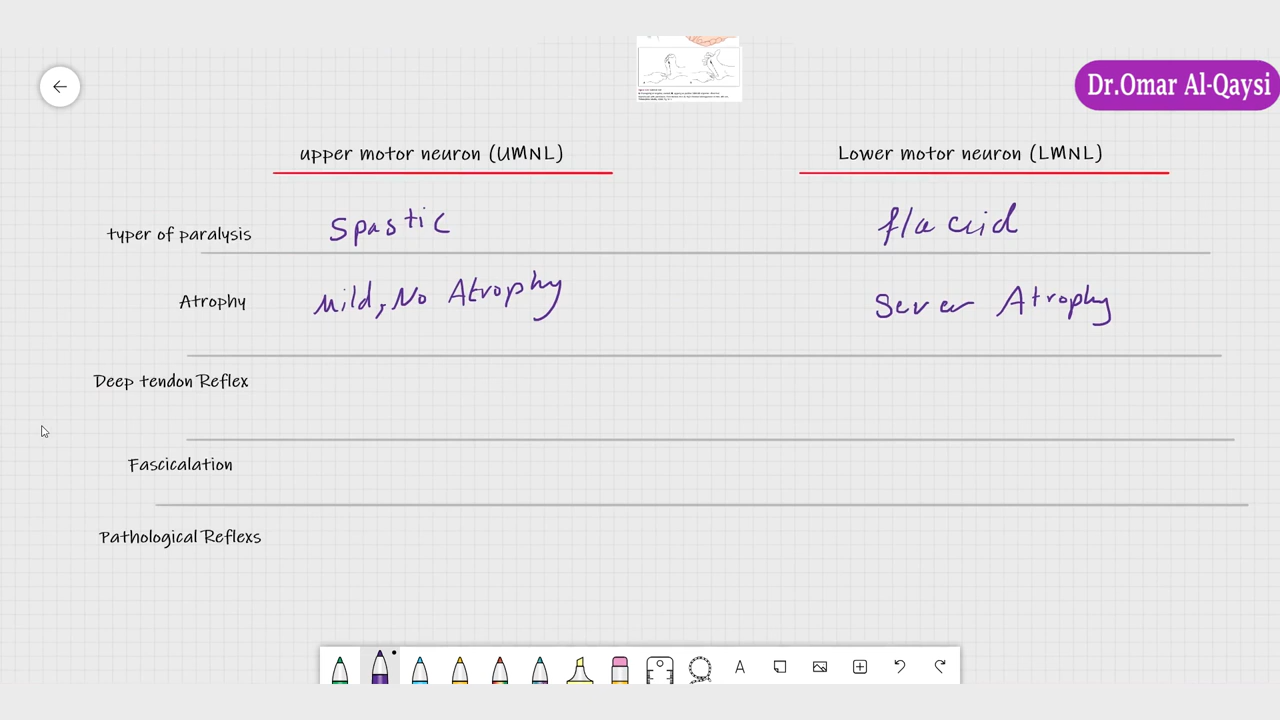 Dr.Omar Al-Qaysi
upper motor neuron (UMNL)
Lower motor neuron (LMNL)
typer of paralysis
Spastic
flacid
Atrophy
Mild, No Atrophy
Sever Atrophy
Deep tendon Reflex
Fascicalation
Pathological Reflexs
A